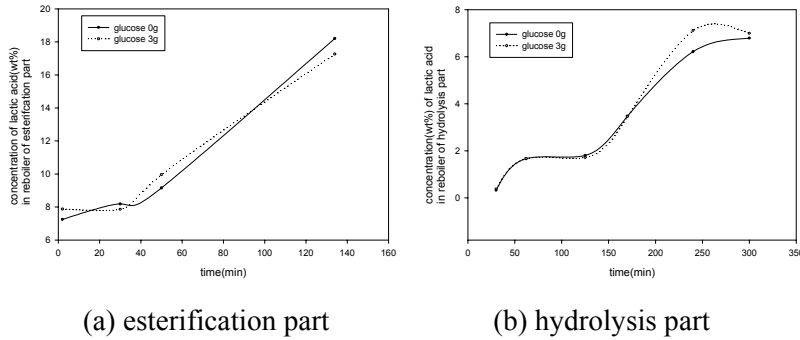 20
18
16
14
12
10
8
6
0 20 40 60 80 100 120 140 160
time(min)
concentration of lactic acid(wt%)
in reboiler of esterifcation part
glucose 0g
glucose 3g
(a) esterification part
8
6
4
2
0
0 50 100 150 200 250 300 350
time(min)
concentration(wt%) of lactic acid
in reboiler of hydrolysis part
glucose 0g
glucose 3g
(b) hydrolysis part